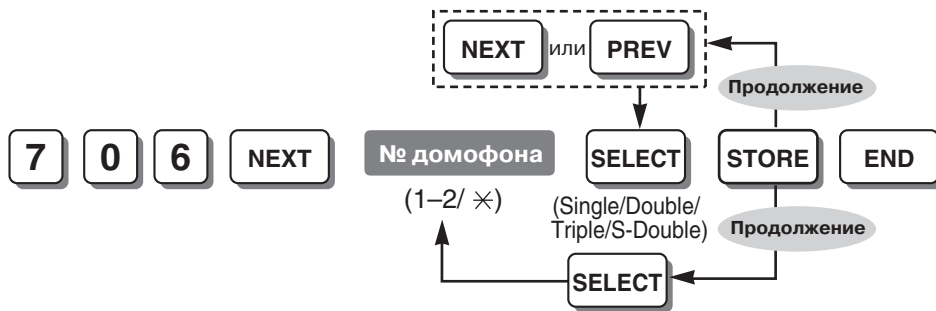 NEXT или PREV
Продолжение
7 0 6 NEXT № домофона SELECT STORE END
(1–2/ ✳)
(Single/Double/
Triple/S-Double)
Продолжение
SELECT